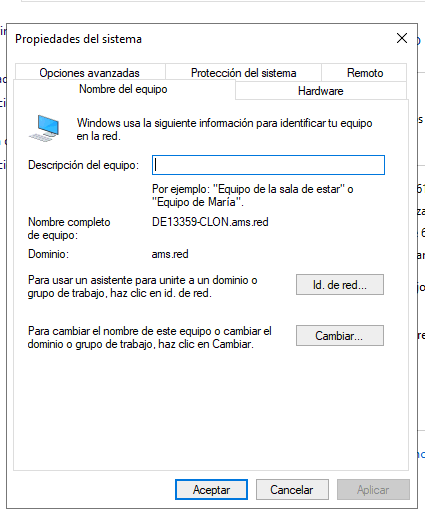 Propiedades del sistema
Opciones avanzadas
Protección del sistema
Remoto
Nombre del equipo
Hardware
Windows usa la siguiente información para identificar tu equipo
en la red.
Descripción del equipo:
Por ejemplo: "Equipo de la sala de estar" o
"Equipo de María".
Nombre completo
de equipo:
DE13359-CLON.ams.red
Dominio:
ams.red
Para usar un asistente para unirte a un dominio o
grupo de trabajo, haz clic en id. de red.
Id. de red...
Para cambiar el nombre de este equipo o cambiar el
dominio o grupo de trabajo, haz clic en Cambiar.
Cambiar...
Aceptar
Cancelar
Aplicar